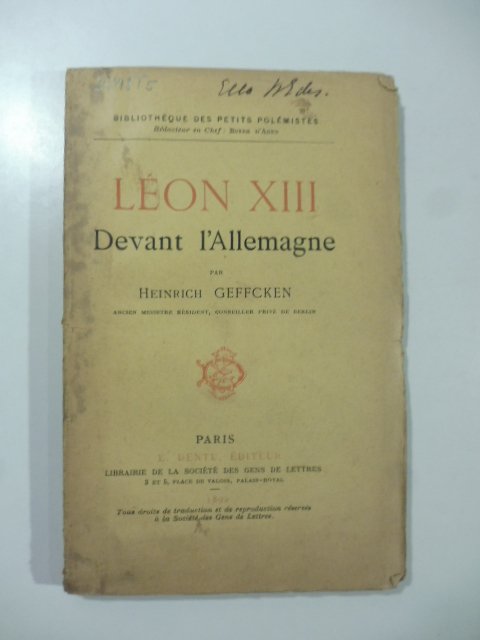 BIBLIOTHÈQUE DES PETITS POLÉMISTES
Rédacteur en Chef:
LÉON XIII
Devant l'Allemagne
PAR
HEINRICH GEFFCKEN
ANCIEN MINISTRE RÉSIDENT, CONSEILLER PRIVÉ DE BERLIN
PARIS
E. DENTU, ÉDITEUR
LIBRAIRIE DE LA SOCIÉTÉ DES GENS DE LETTRES
3 ET 5, PLACE DE VALOIS, PALAIS-ROYAL
Tous droits de traduction et de reproduction réservés
à la Société des Gens de Lettres.